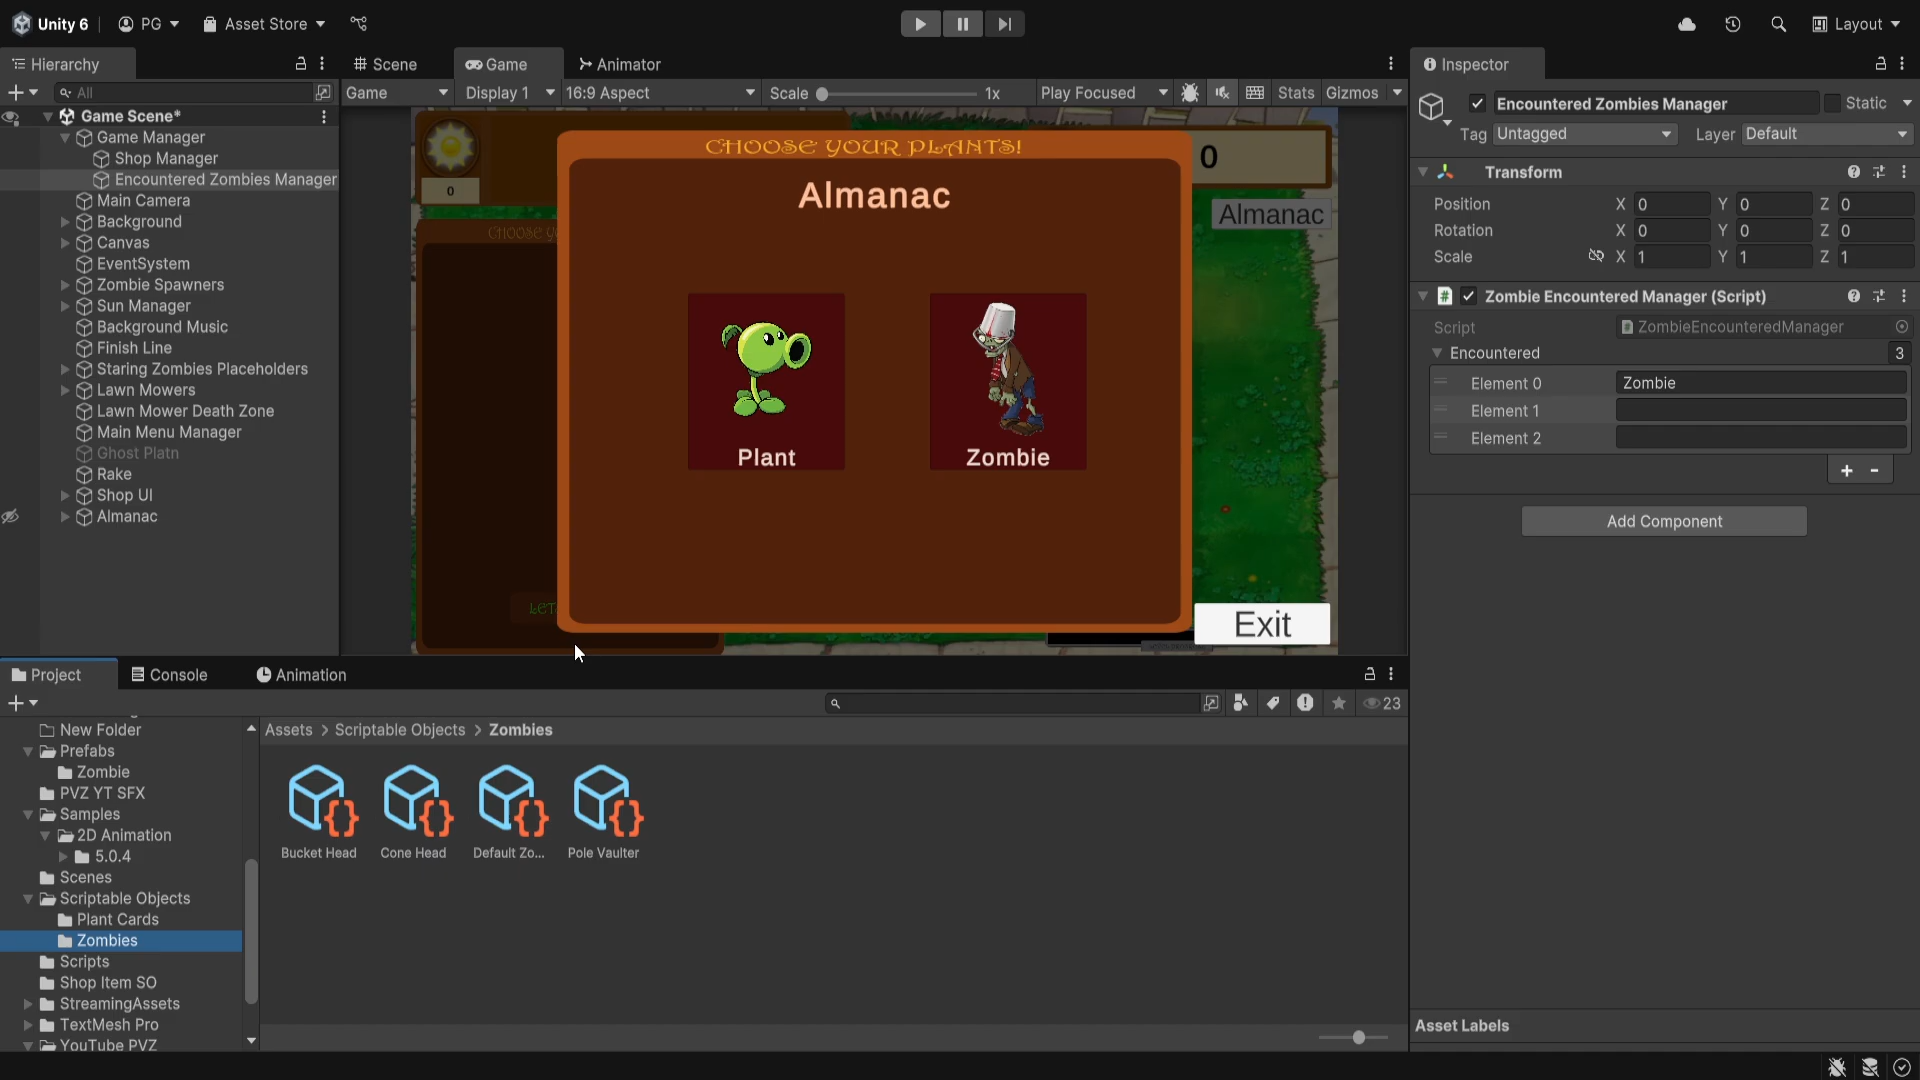 Unity 6 PG Asset Store Layout
Hierarchy
All
Game Scene*
Game Manager
Shop Manager
Encountered Zombies Manager
Main Camera
Background
Canvas
EventSystem
Zombie Spawners
Sun Manager
Background Music
Finish Line
Staring Zombies Placeholders
Lawn Mowers
Lawn Mower Death Zone
Main Menu Manager
Ghost Platn
Rake
Shop UI
Almanac
Scene Game Animator
Game Display 1 16:9 Aspect Scale 1x Play Focused Stats Gizmos
CHOOSE YOUR PLANTS!
0
0
Almanac
Almanac
CHOOSE YO
Plant
Zombie
LET
Exit
Inspector
Encountered Zombies Manager Static
Tag Untagged Layer Default
Transform
Position X 0 Y 0 Z 0
Rotation X 0 Y 0 Z 0
Scale X 1 Y 1 Z 1
Zombie Encountered Manager (Script)
Script ZombieEncounteredManager
Encountered 3
Element 0 Zombie
Element 1
Element 2
Add Component
Asset Labels
Project Console Animation
23
New Folder
Prefabs
Zombie
PVZ YT SFX
Samples
2D Animation
5.0.4
Scenes
Scriptable Objects
Plant Cards
Zombies
Scripts
Shop Item SO
StreamingAssets
TextMesh Pro
YouTube PVZ
Assets > Scriptable Objects > Zombies
Bucket Head Cone Head Default Zo... Pole Vaulter